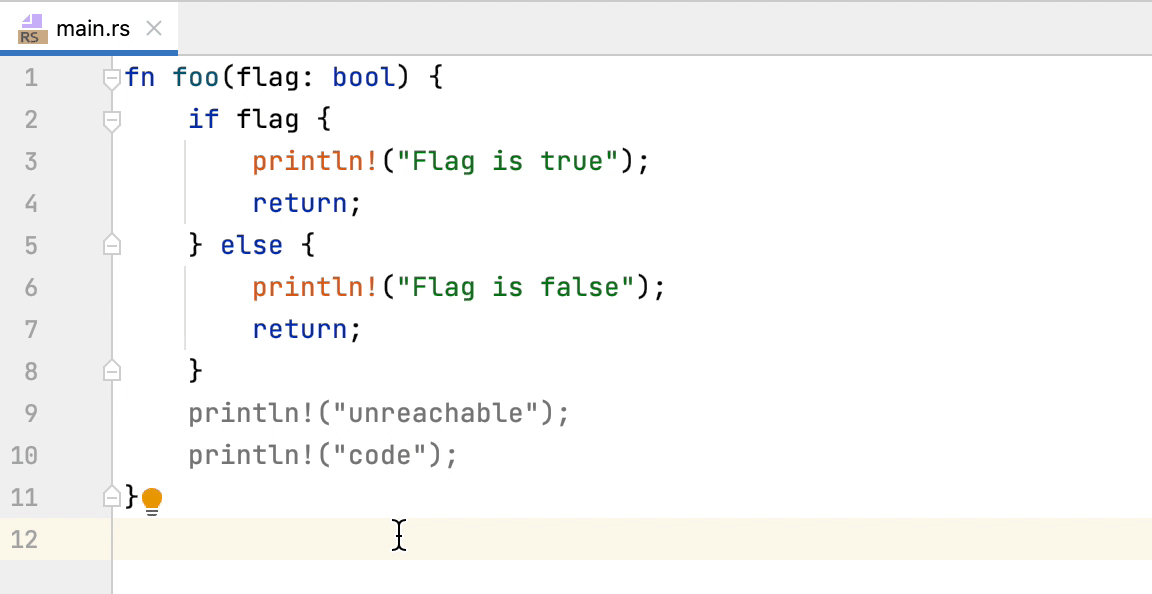 RS main.rs
1 fn foo(flag: bool) {
2     if flag {
3         println!("Flag is true");
4         return;
5     } else {
6         println!("Flag is false");
7         return;
8     }
9     println!("unreachable");
10     println!("code");
11 }
12